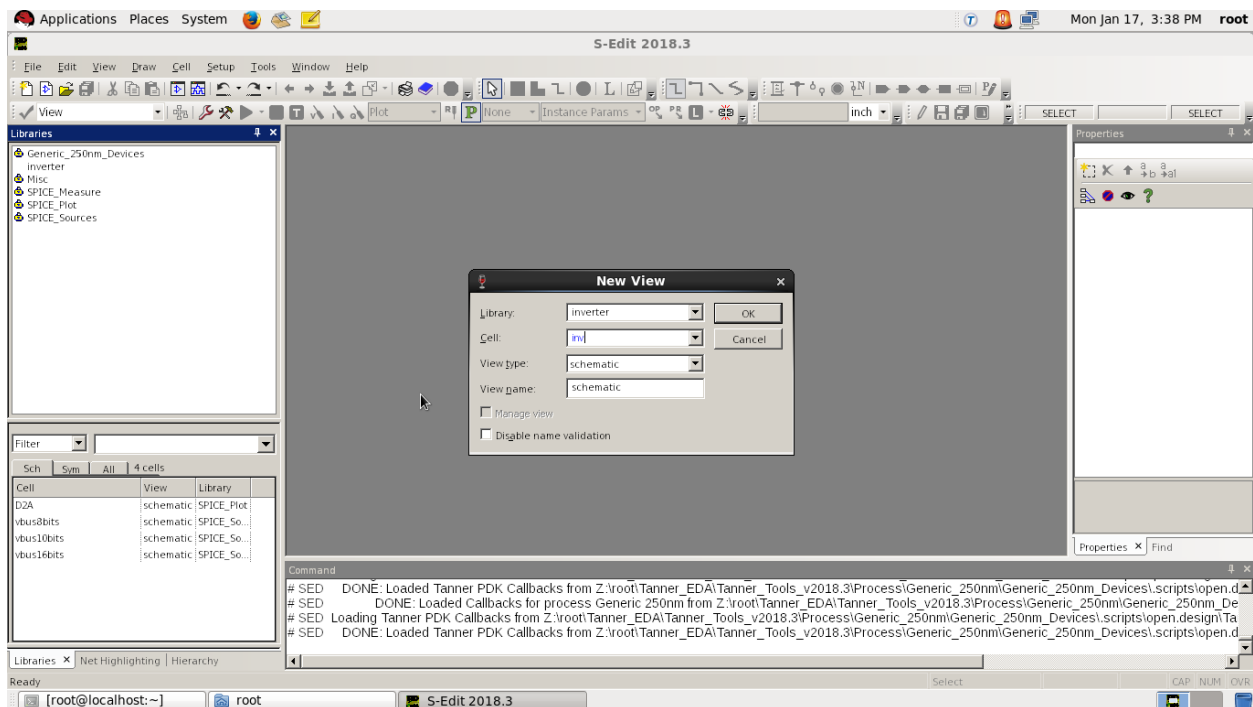 Applications Places System Mon Jan 17, 3:38 PM root
S-Edit 2018.3
File Edit View Draw Cell Setup Tools Window Help
View Plot None Instance Params inch SELECT SELECT
Libraries
Generic_250nm_Devices
inverter
Misc
SPICE_Measure
SPICE_Plot
SPICE_Sources
Filter
Sch Sym All 4 cells
Cell View Library
D2A schematic SPICE_Plot
vbus8bits schematic SPICE_So...
vbus10bits schematic SPICE_So...
vbus16bits schematic SPICE_So...
Libraries Net Highlighting Hierarchy
New View
Library: inverter OK
Cell: inv Cancel
View type: schematic
View name: schematic
Manage view
Disable name validation
Properties
Properties Find
Command
# SED DONE: Loaded Tanner PDK Callbacks from Z:\root\Tanner_EDA\Tanner_Tools_v2018.3\Process\Generic_250nm\Generic_250nm_Devices\.scripts\open.d
# SED DONE: Loaded Callbacks for process Generic 250nm from Z:\root\Tanner_EDA\Tanner_Tools_v2018.3\Process\Generic_250nm\Generic_250nm_De
# SED Loading Tanner PDK Callbacks from Z:\root\Tanner_EDA\Tanner_Tools_v2018.3\Process\Generic_250nm\Generic_250nm_Devices\.scripts\open.design\Ta
# SED DONE: Loaded Tanner PDK Callbacks from Z:\root\Tanner_EDA\Tanner_Tools_v2018.3\Process\Generic_250nm\Generic_250nm_Devices\.scripts\open.d
Ready Select CAP NUM OVR
[root@localhost:~] root S-Edit 2018.3